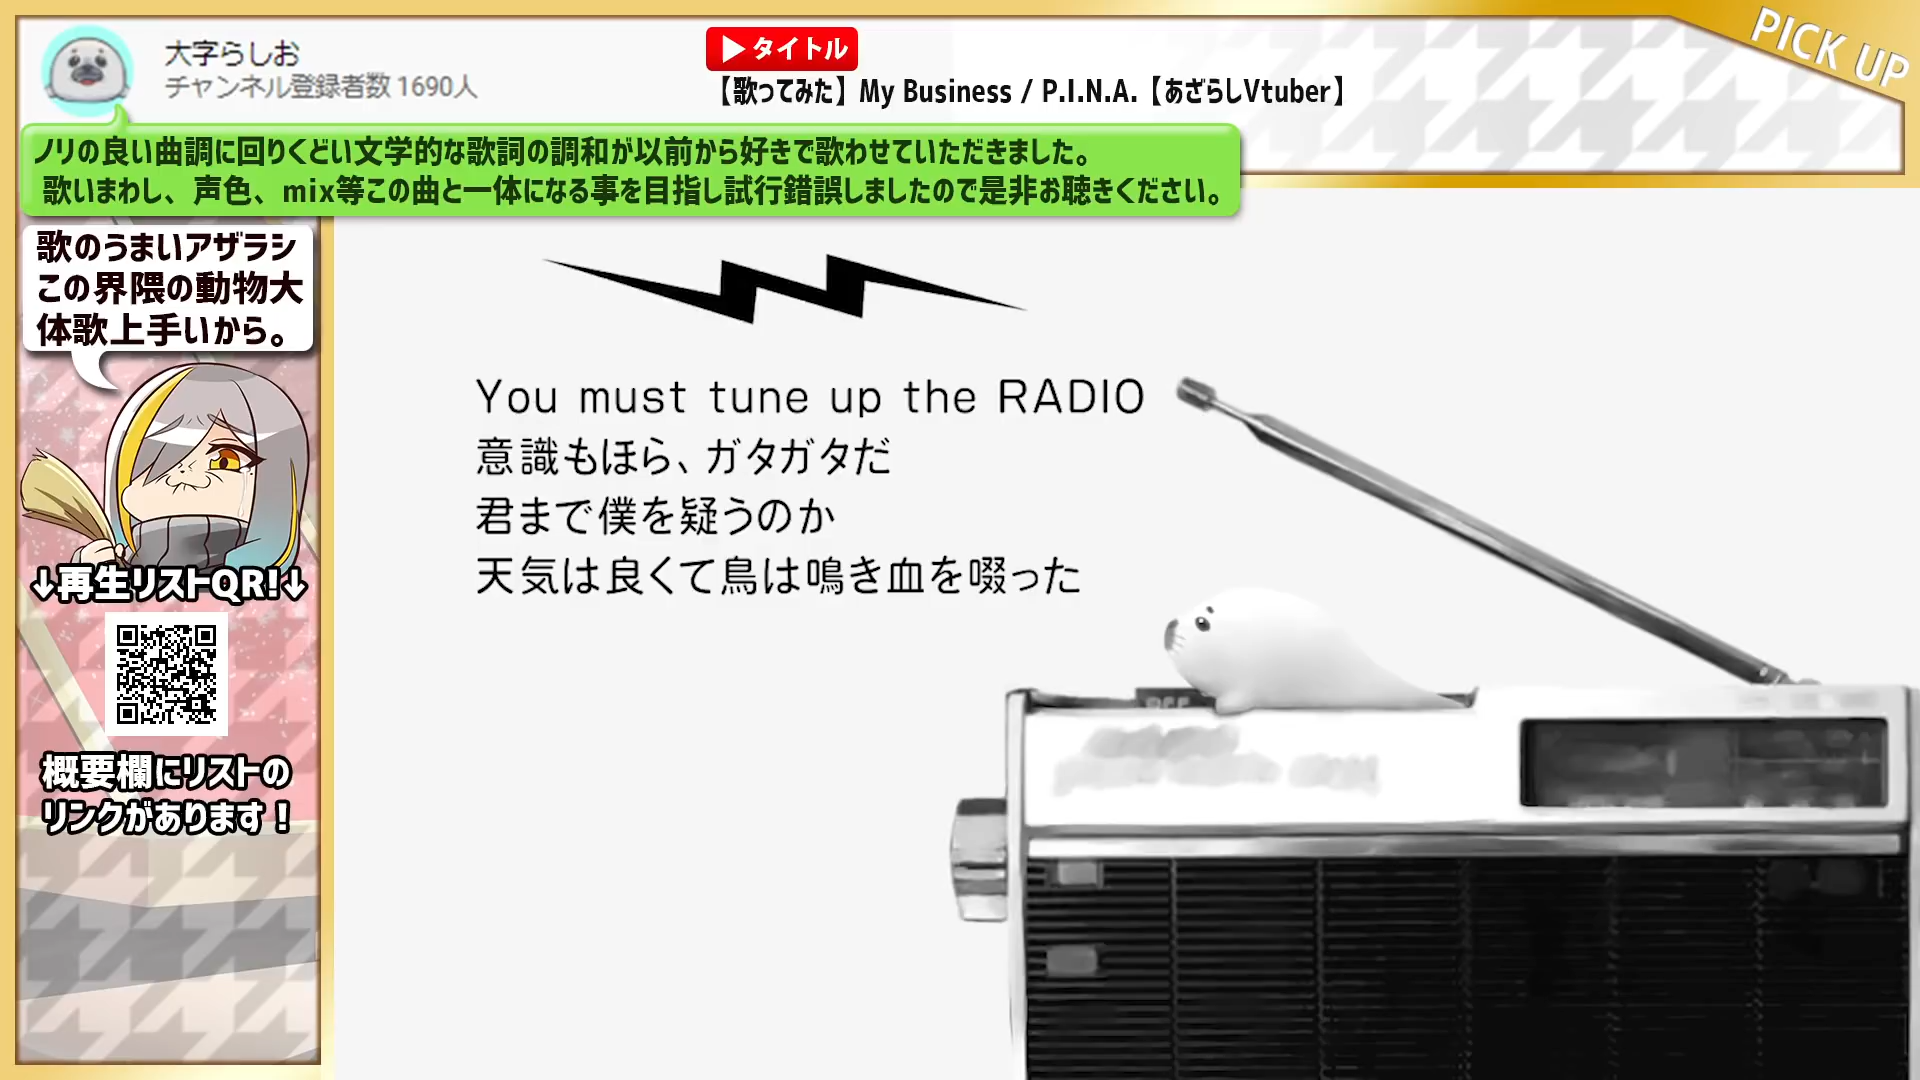 PICK UP
大字らしお
チャンネル登録者数 1690人
タイトル
【歌ってみた】My Business / P.I.N.A.【あざらしVtuber】
ノリの良い曲調に回りくどい文学的な歌詞の調和が以前から好きで歌わせていただきました。
歌いまわし、声色、mix等この曲と一体になる事を目指し試行錯誤しましたので是非お聴きください。
歌のうまいアザラシ
この界隈の動物大
体歌上手いから。
↓再生リストQR!↓
概要欄にリストの
リンクがあります！
You must tune up the RADIO
意識もほら、ガタガタだ
君まで僕を疑うのか
天気は良くて鳥は鳴き血を啜った
OFF